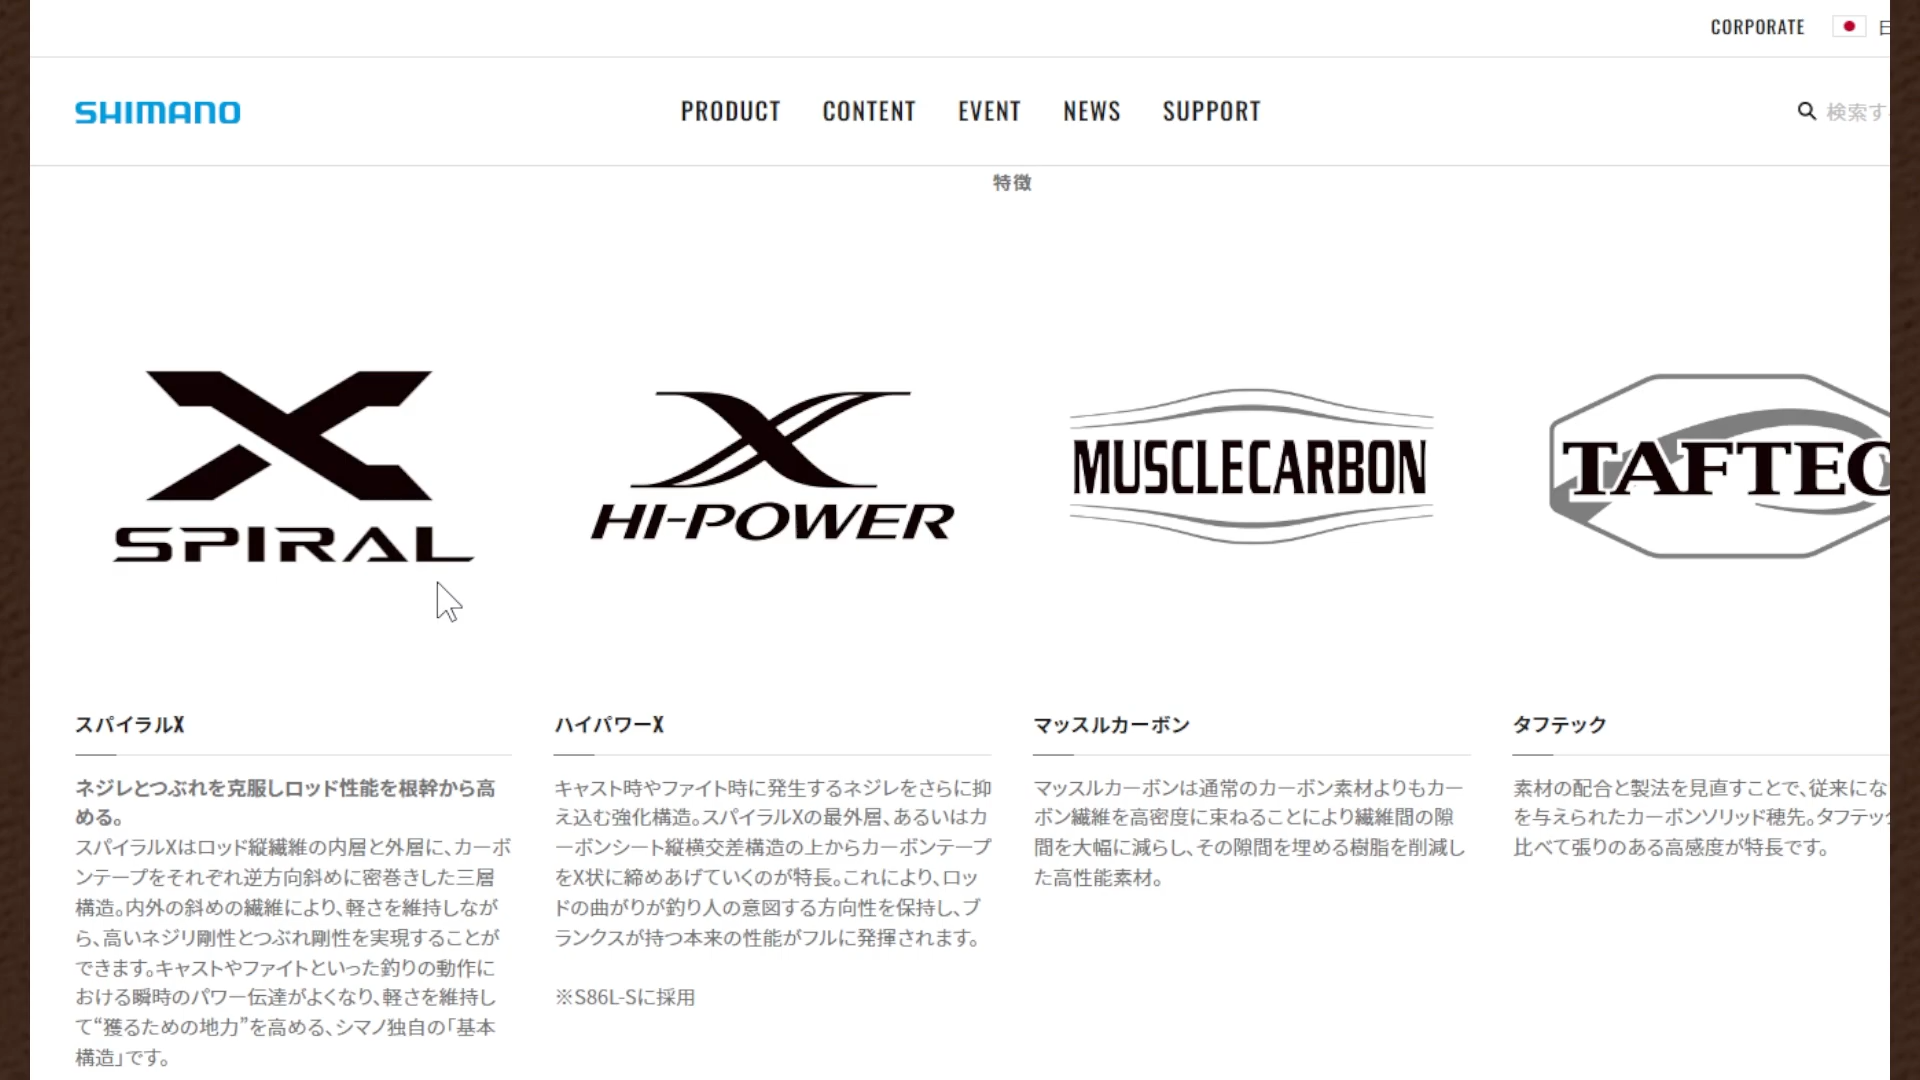 CORPORATE
SHIMANO
PRODUCT CONTENT EVENT NEWS SUPPORT
検索す
特徴
X SPIRAL
X HI-POWER
MUSCLECARBON
TAFTEC
スパイラルX
ネジレとつぶれを克服しロッド性能を根幹から高
める。
スパイラルXはロッド縦繊維の内層と外層に、カーボ
ンテープをそれぞれ逆方向斜めに密巻きした三層
構造。内外の斜めの繊維により、軽さを維持しなが
ら、高いネジリ剛性とつぶれ剛性を実現することが
できます。キャストやファイトといった釣りの動作に
おける瞬時のパワー伝達がよくなり、軽さを維持し
て“獲るための地力”を高める、シマノ独自の「基本
構造」です。
ハイパワーX
キャスト時やファイト時に発生するネジレをさらに抑
え込む強化構造。スパイラルXの最外層、あるいはカ
ーボンシート縦横交差構造の上からカーボンテープ
をX状に締めあげていくのが特長。これにより、ロッ
ドの曲がりが釣り人の意図する方向性を保持し、ブ
ランクスが持つ本来の性能がフルに発揮されます。
※S86L-Sに採用
マッスルカーボン
マッスルカーボンは通常のカーボン素材よりもカー
ボン繊維を高密度に束ねることにより繊維間の隙
間を大幅に減らし、その隙間を埋める樹脂を削減し
た高性能素材。
タフテック
素材の配合と製法を見直すことで、従来にな
を与えられたカーボンソリッド穂先。タフテッ
比べて張りのある高感度が特長です。